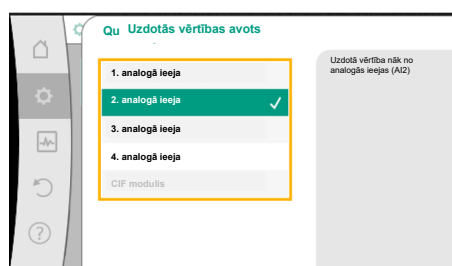 Qu Uzdotās vērtības avots
1. analogā ieeja
2. analogā ieeja
3. analogā ieeja
4. analogā ieeja
CIF modulis
Uzdotā vērtība nāk no
analogās ieejas (AI2)
?